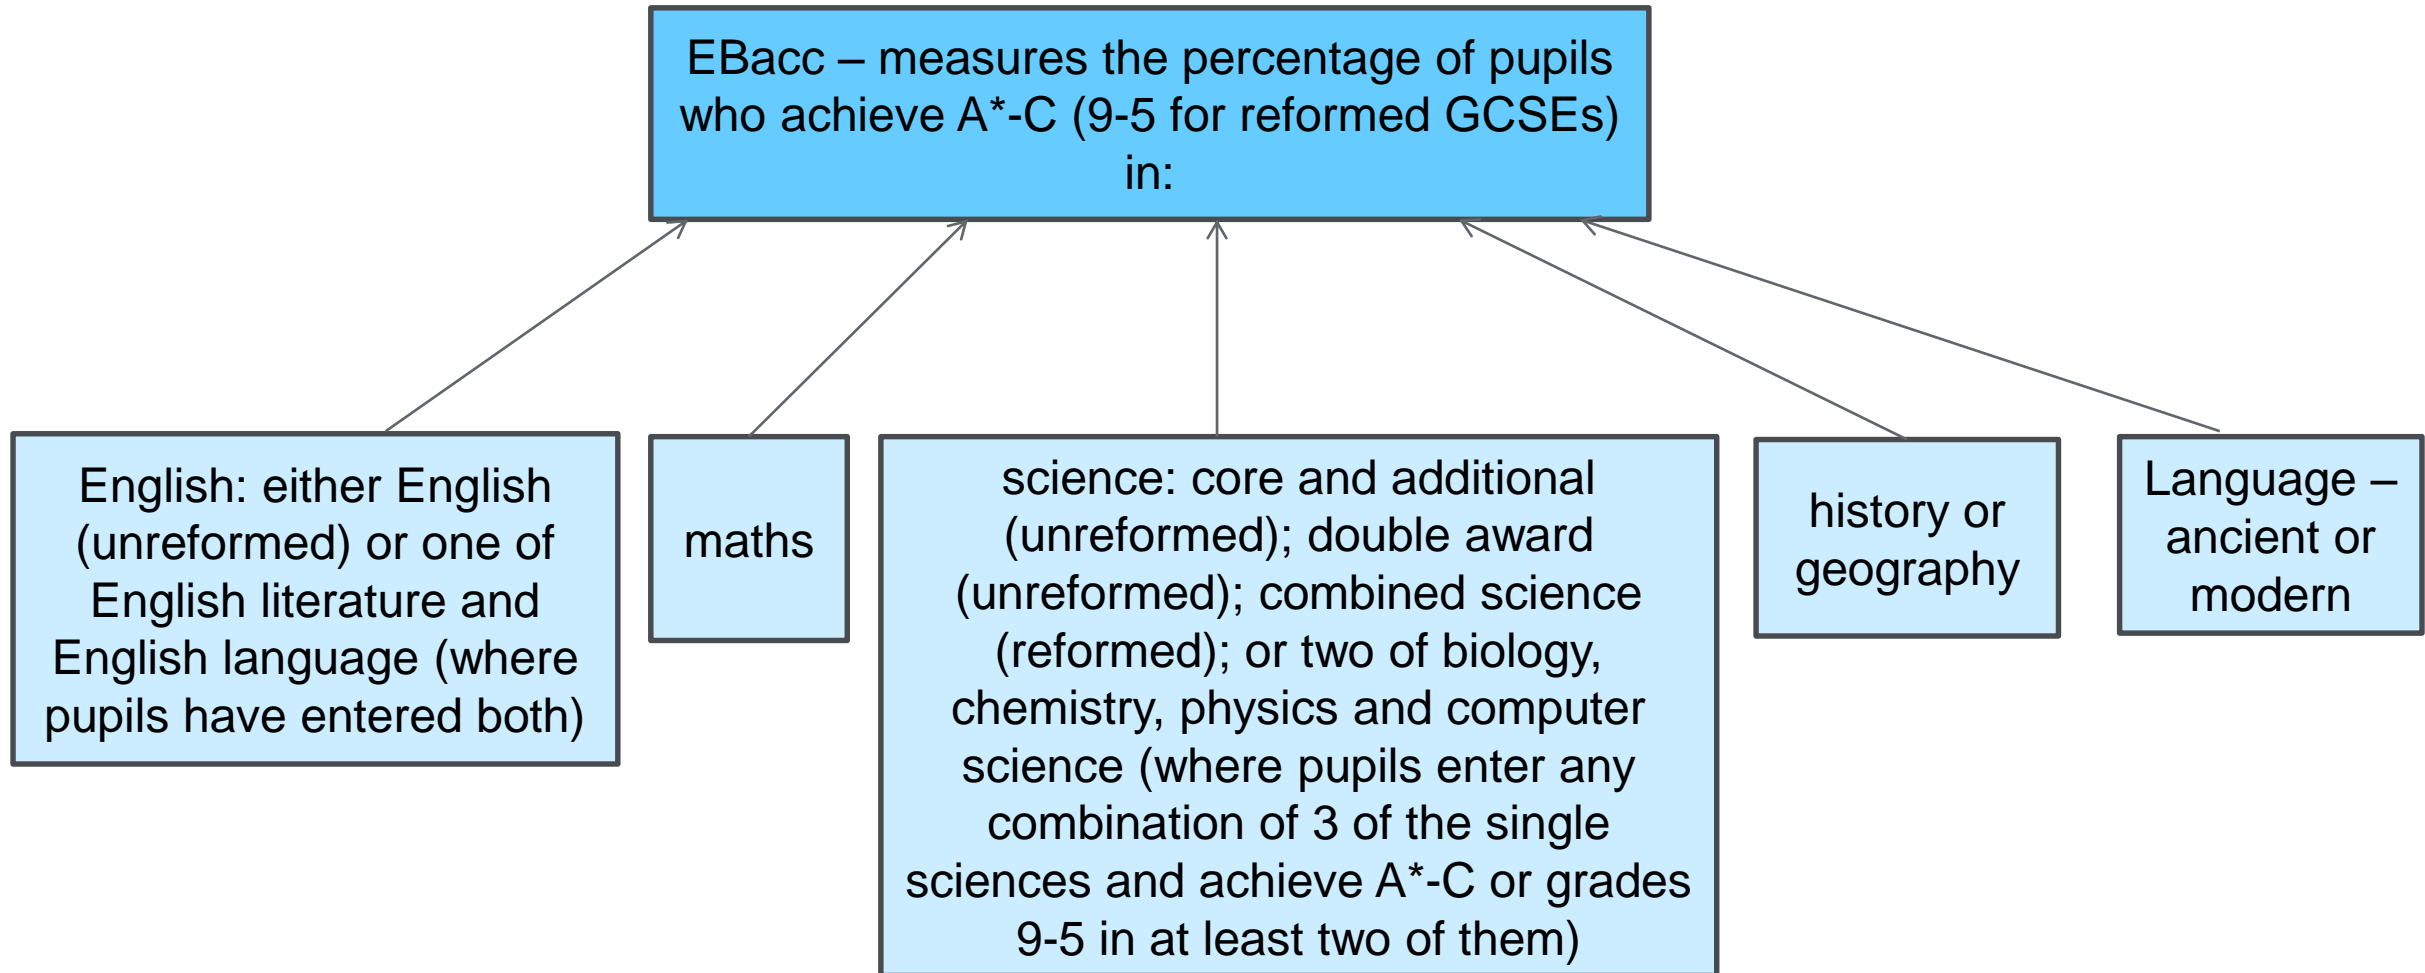 EBacc – measures the percentage of pupils
who achieve A*-C (9-5 for reformed GCSEs)
in:
English: either English
(unreformed) or one of
English literature and
English language (where
pupils have entered both)
maths
science: core and additional
(unreformed); double award
(unreformed); combined science
(reformed); or two of biology,
chemistry, physics and computer
science (where pupils enter any
combination of 3 of the single
sciences and achieve A*-C or grades
9-5 in at least two of them)
history or
geography
Language –
ancient or
modern